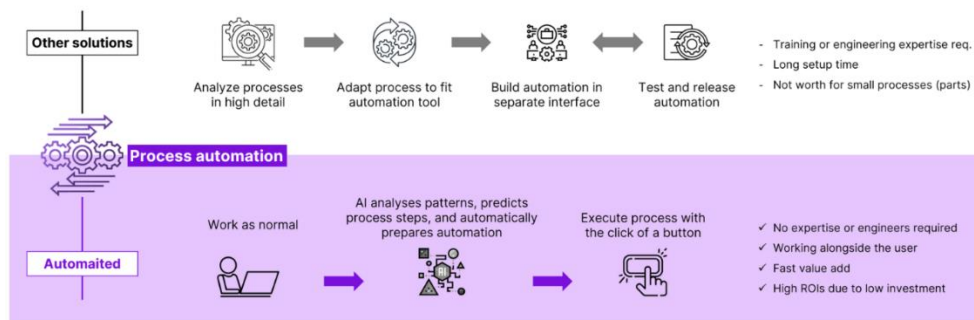 Other solutions
Analyze processes
in high detail
Adapt process to fit
automation tool
Build automation in
separate interface
Test and release
automation
- Training or engineering expertise req.
- Long setup time
- Not worth for small processes (parts)
Process automation
Automaited
Work as normal
AI analyses patterns, predicts
process steps, and automatically
prepares automation
AI
Execute process with
the click of a button
✓ No expertise or engineers required
✓ Working alongside the user
✓ Fast value add
✓ High ROIs due to low investment